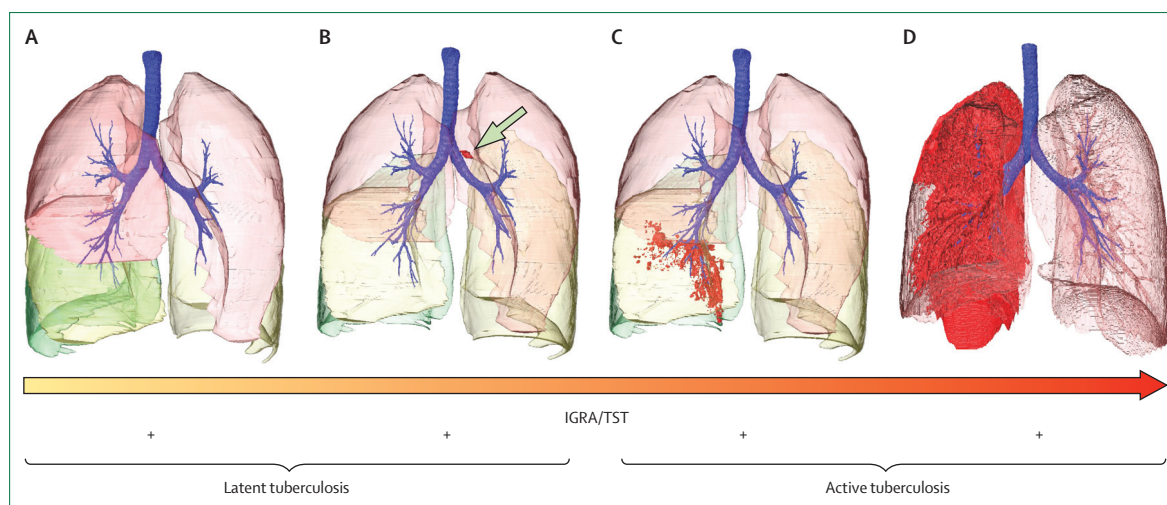 A B C D
IGRA/TST
+ + + +
Latent tuberculosis Active tuberculosis